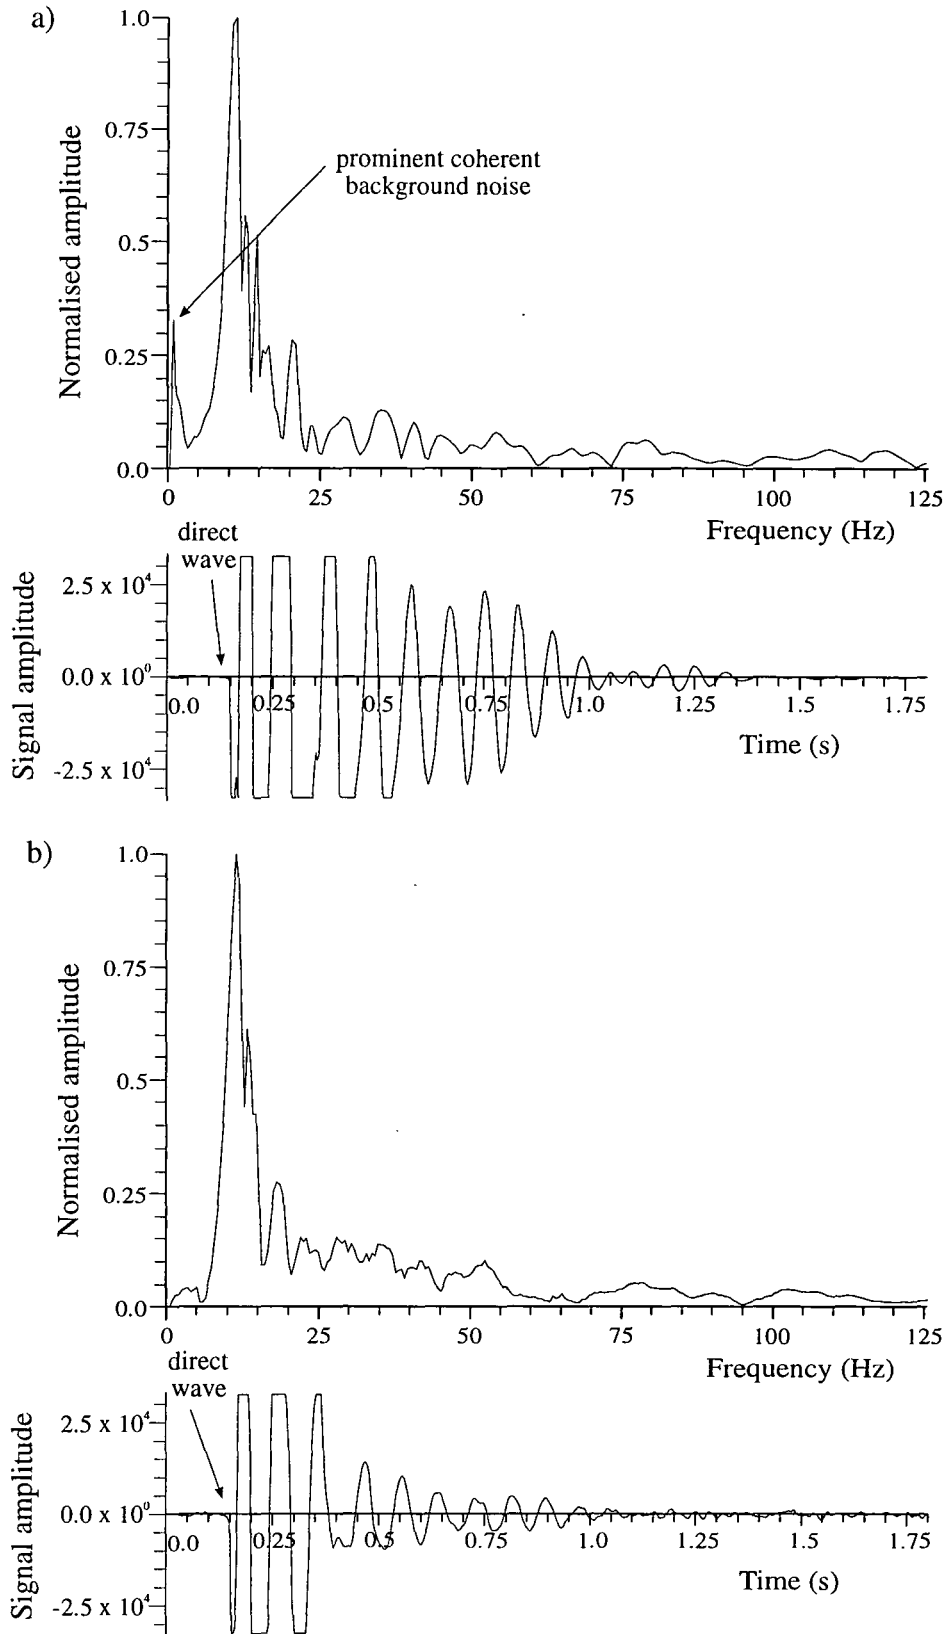 a)
1.0
0.75
0.5
0.25
0.0
Normalised amplitude
prominent coherent
background noise
0 25 50 75 100 125
Frequency (Hz)
direct
wave
2.5 x 10⁴
0.0 x 10⁰
-2.5 x 10⁴
Signal amplitude
0.0 0.25 0.5 0.75 1.0 1.25 1.5 1.75
Time (s)
b)
1.0
0.75
0.5
0.25
0.0
Normalised amplitude
0 25 50 75 100 125
Frequency (Hz)
direct
wave
2.5 x 10⁴
0.0 x 10⁰
-2.5 x 10⁴
Signal amplitude
0.0 0.25 0.5 0.75 1.0 1.25 1.5 1.75
Time (s)